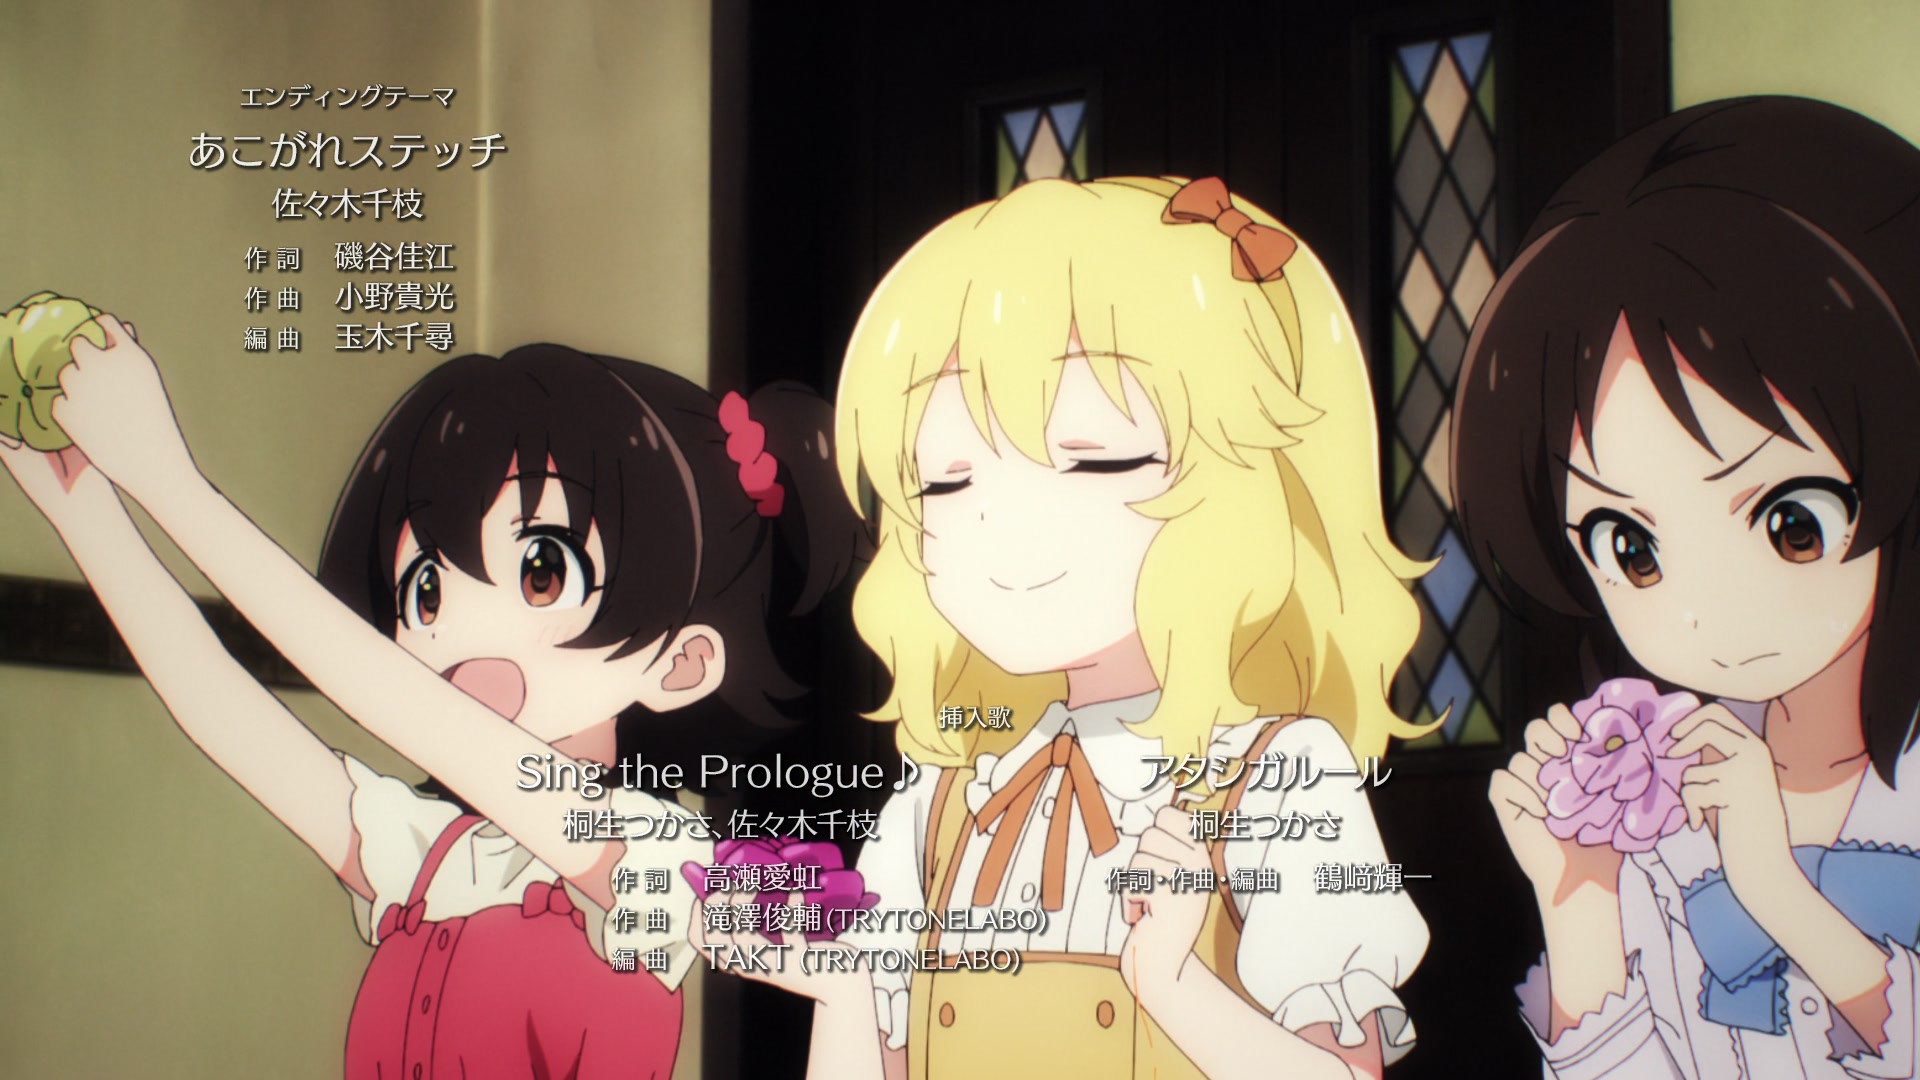 エンディングテーマ
あこがれステッチ
佐々木千枝
作詞 磯谷佳江
作曲 小野貴光
編曲 玉木千尋
挿入歌
Sing the Prologue♪
桐生つかさ、佐々木千枝
作詞 高瀬愛虹
作曲 滝澤俊輔(TRYTONELABO)
編曲 TAKT (TRYTONELABO)
アタシガルール
桐生つかさ
作詞・作曲・編曲 鶴﨑輝一